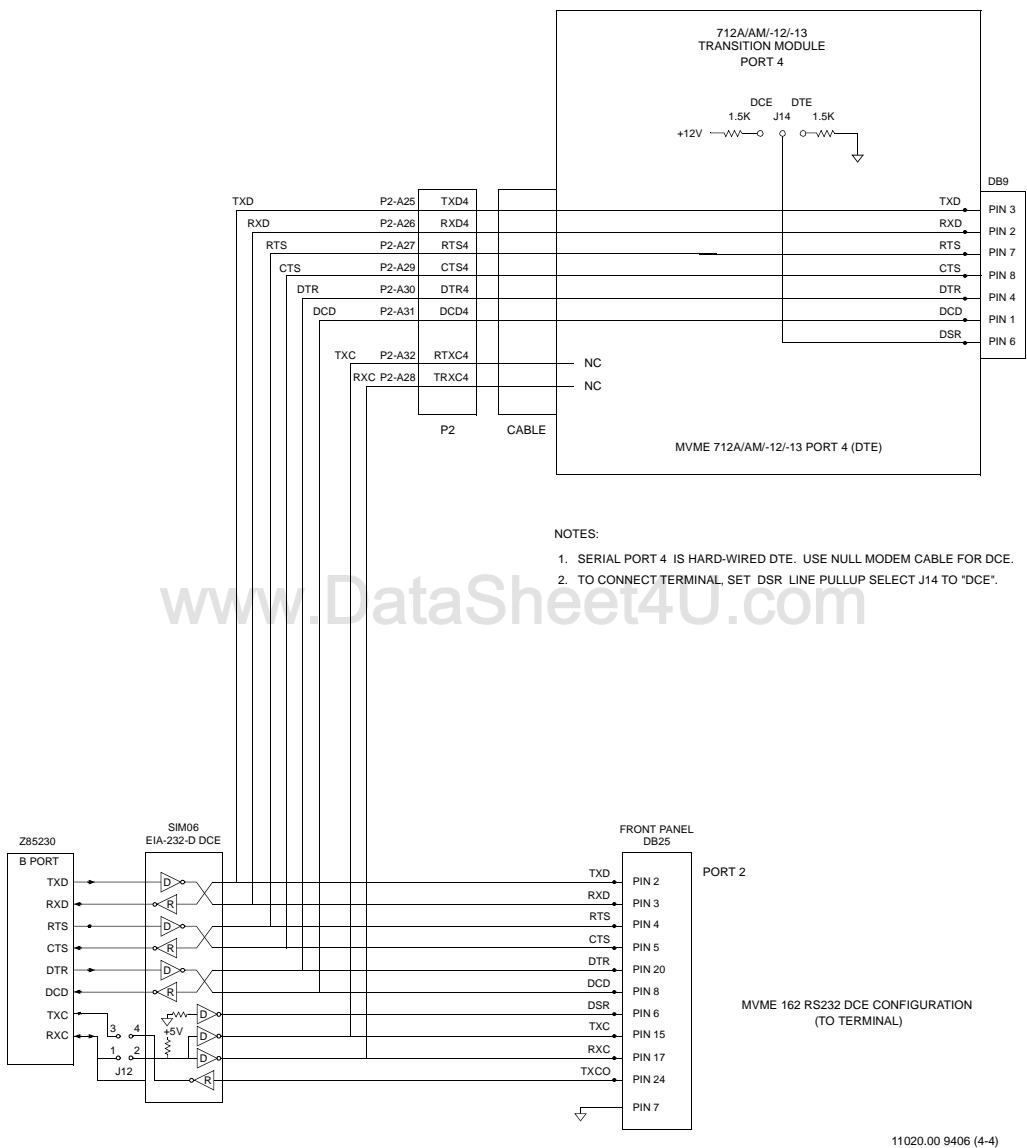 712A/AM/-12/-13
TRANSITION MODULE
PORT 4
DCE DTE
1.5K J14 1.5K
+12V
DB9
TXD P2-A25 TXD4 TXD PIN 3
RXD P2-A26 RXD4 RXD PIN 2
RTS P2-A27 RTS4 RTS PIN 7
CTS P2-A29 CTS4 CTS PIN 8
DTR P2-A30 DTR4 DTR PIN 4
DCD P2-A31 DCD4 DCD PIN 1
DSR PIN 6
TXC P2-A32 RTXC4 NC
RXC P2-A28 TRXC4 NC
P2 CABLE
MVME 712A/AM/-12/-13 PORT 4 (DTE)
NOTES:
1. SERIAL PORT 4 IS HARD-WIRED DTE. USE NULL MODEM CABLE FOR DCE.
2. TO CONNECT TERMINAL, SET DSR LINE PULLUP SELECT J14 TO "DCE".
www.DataSheet4U.com
Z85230
B PORT
SIM06
EIA-232-D DCE
FRONT PANEL
DB25
PORT 2
TXD D TXD PIN 2
RXD R RXD PIN 3
RTS D RTS PIN 4
CTS R CTS PIN 5
DTR D DTR PIN 20
DCD R DCD PIN 8
D DSR PIN 6
TXC 3 4 +5V D TXC PIN 15
RXC 1 2 D RXC PIN 17
J12 R TXCO PIN 24
PIN 7
MVME 162 RS232 DCE CONFIGURATION
(TO TERMINAL)
11020.00 9406 (4-4)